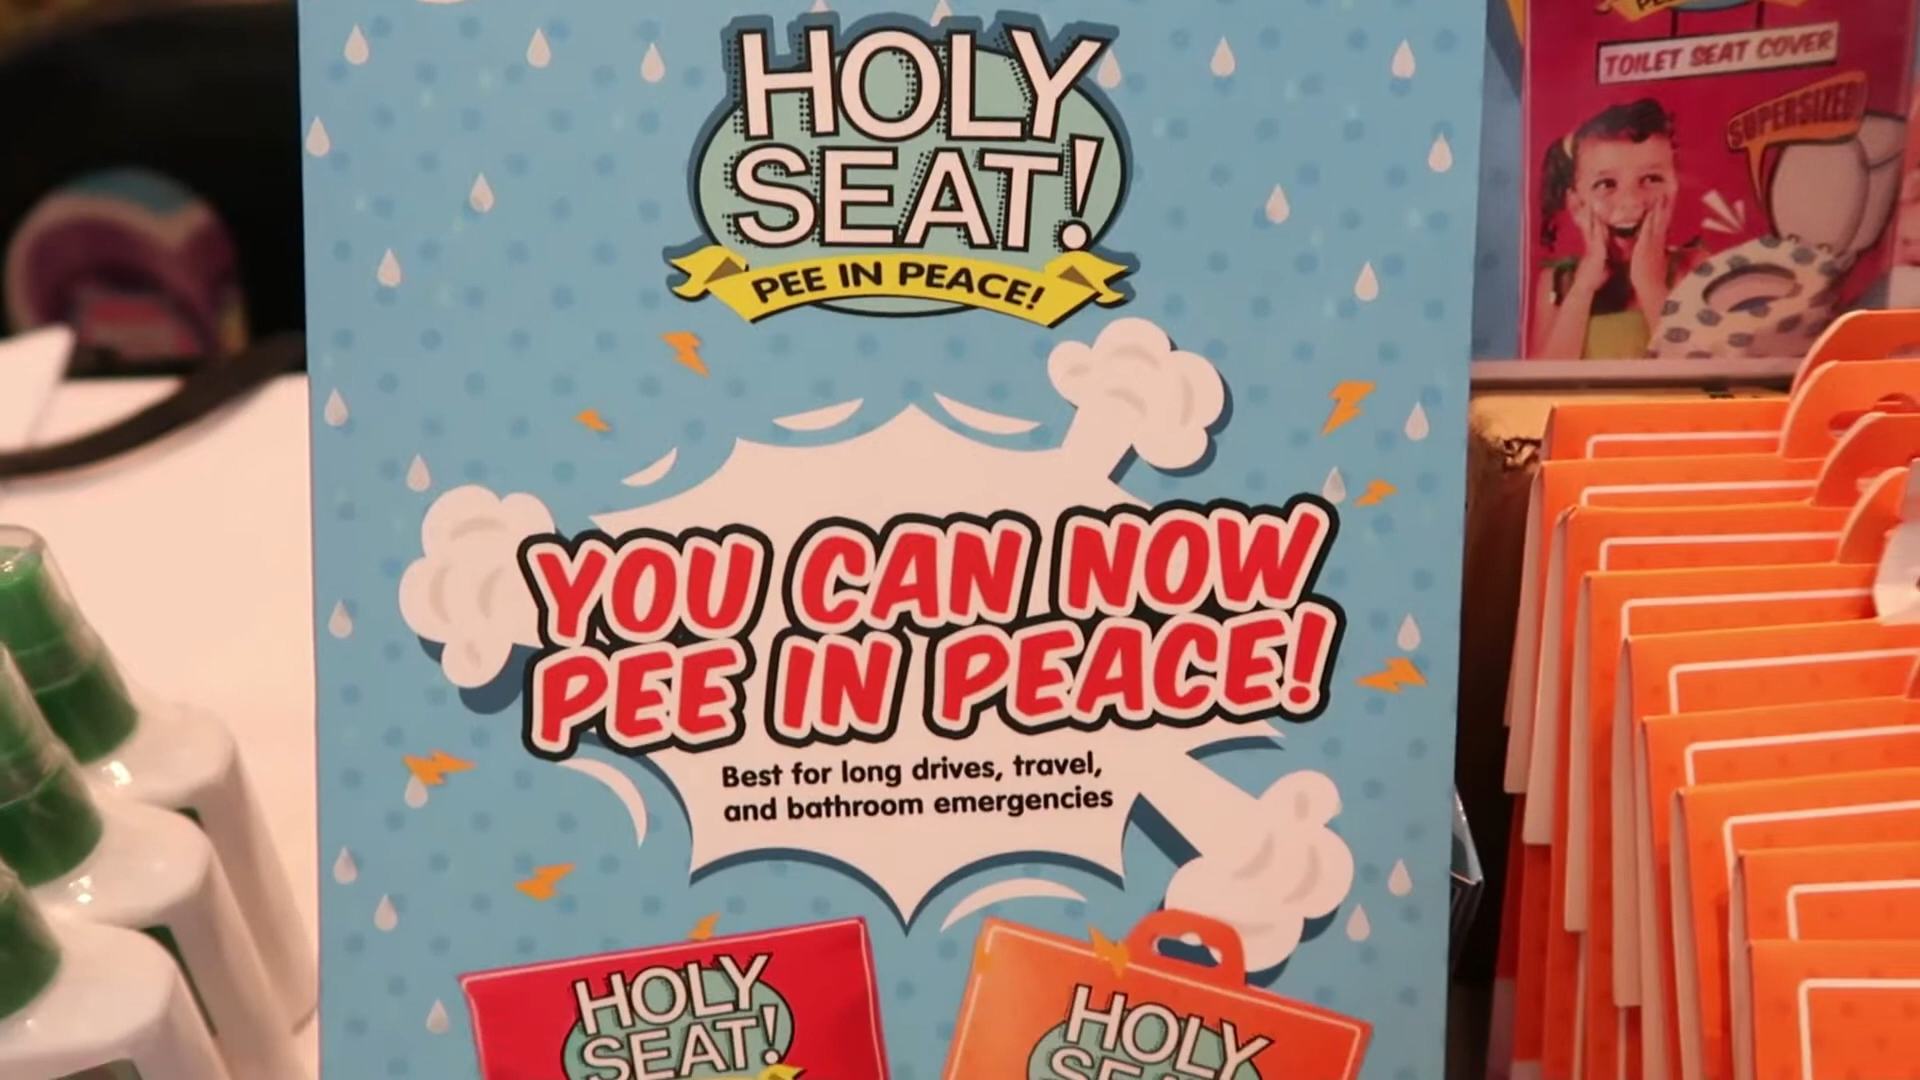 HOLY
SEAT!
PEE IN PEACE!
TOILET SEAT COVER
SUPERSIZED
YOU CAN NOW
PEE IN PEACE!
Best for long drives, travel,
and bathroom emergencies
HOLY
SEAT!
HOLY